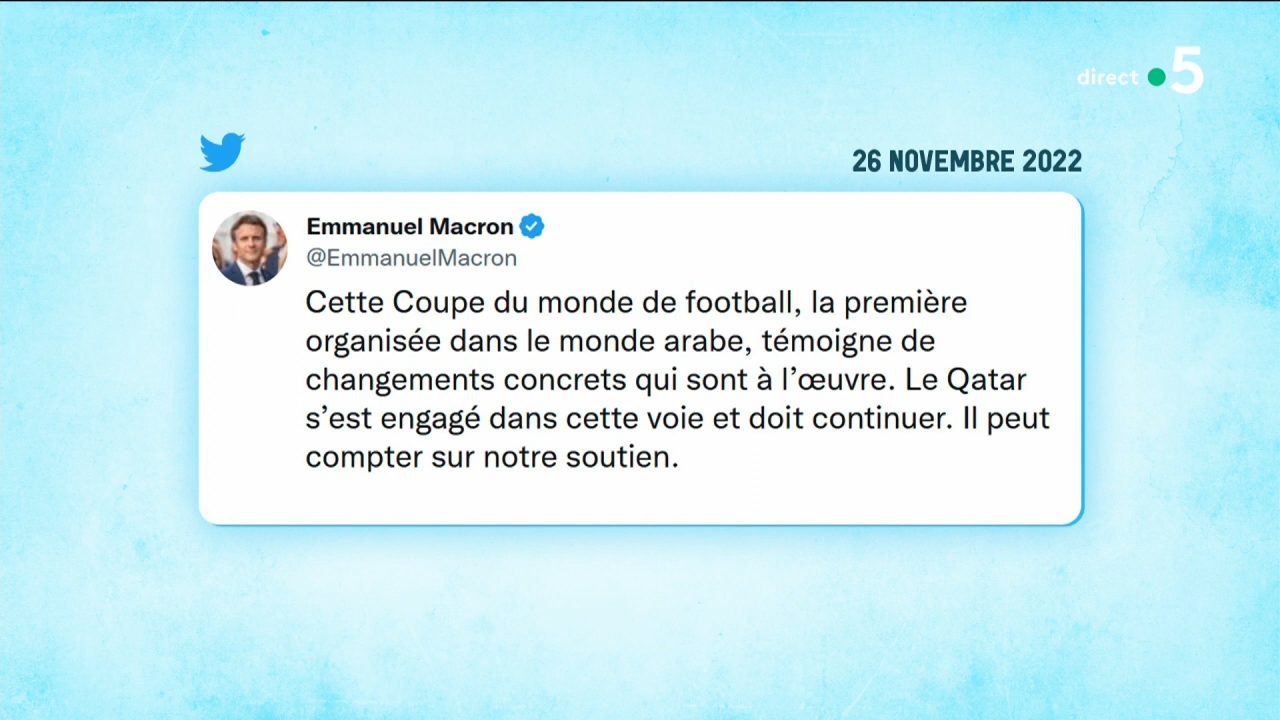 direct 5
26 NOVEMBRE 2022
Emmanuel Macron
@EmmanuelMacron
Cette Coupe du monde de football, la première
organisée dans le monde arabe, témoigne de
changements concrets qui sont à l’œuvre. Le Qatar
s’est engagé dans cette voie et doit continuer. Il peut
compter sur notre soutien.